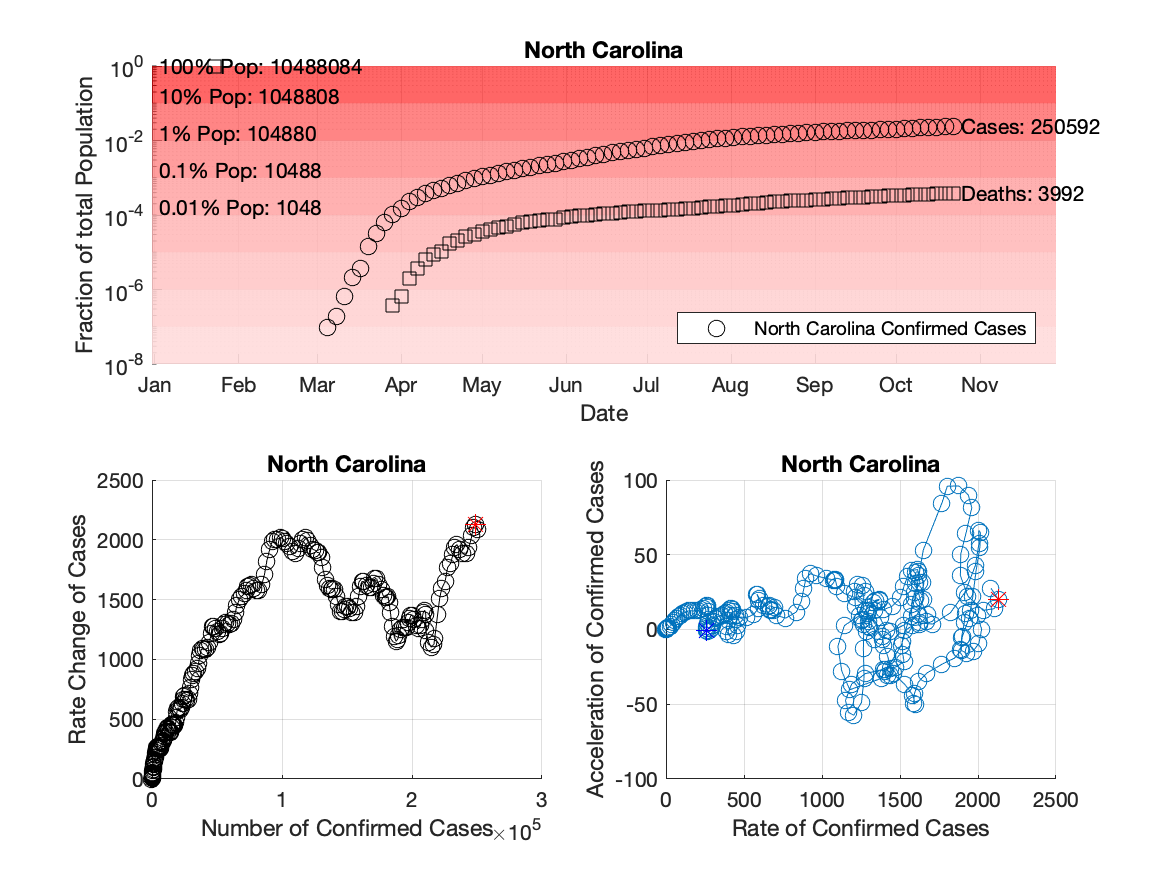 North Carolina
Fraction of total Population
10^0
10^-2
10^-4
10^-6
10^-8
100% Pop: 10488084
10% Pop: 1048808
1% Pop: 104880
0.1% Pop: 10488
0.01% Pop: 1048
Cases: 250592
Deaths: 3992
North Carolina Confirmed Cases
Jan Feb Mar Apr May Jun Jul Aug Sep Oct Nov
Date
North Carolina
Rate Change of Cases
2500
2000
1500
1000
500
0
0 1 2 3
Number of Confirmed Cases ×10^5
North Carolina
Acceleration of Confirmed Cases
100
50
0
-50
-100
0 500 1000 1500 2000 2500
Rate of Confirmed Cases